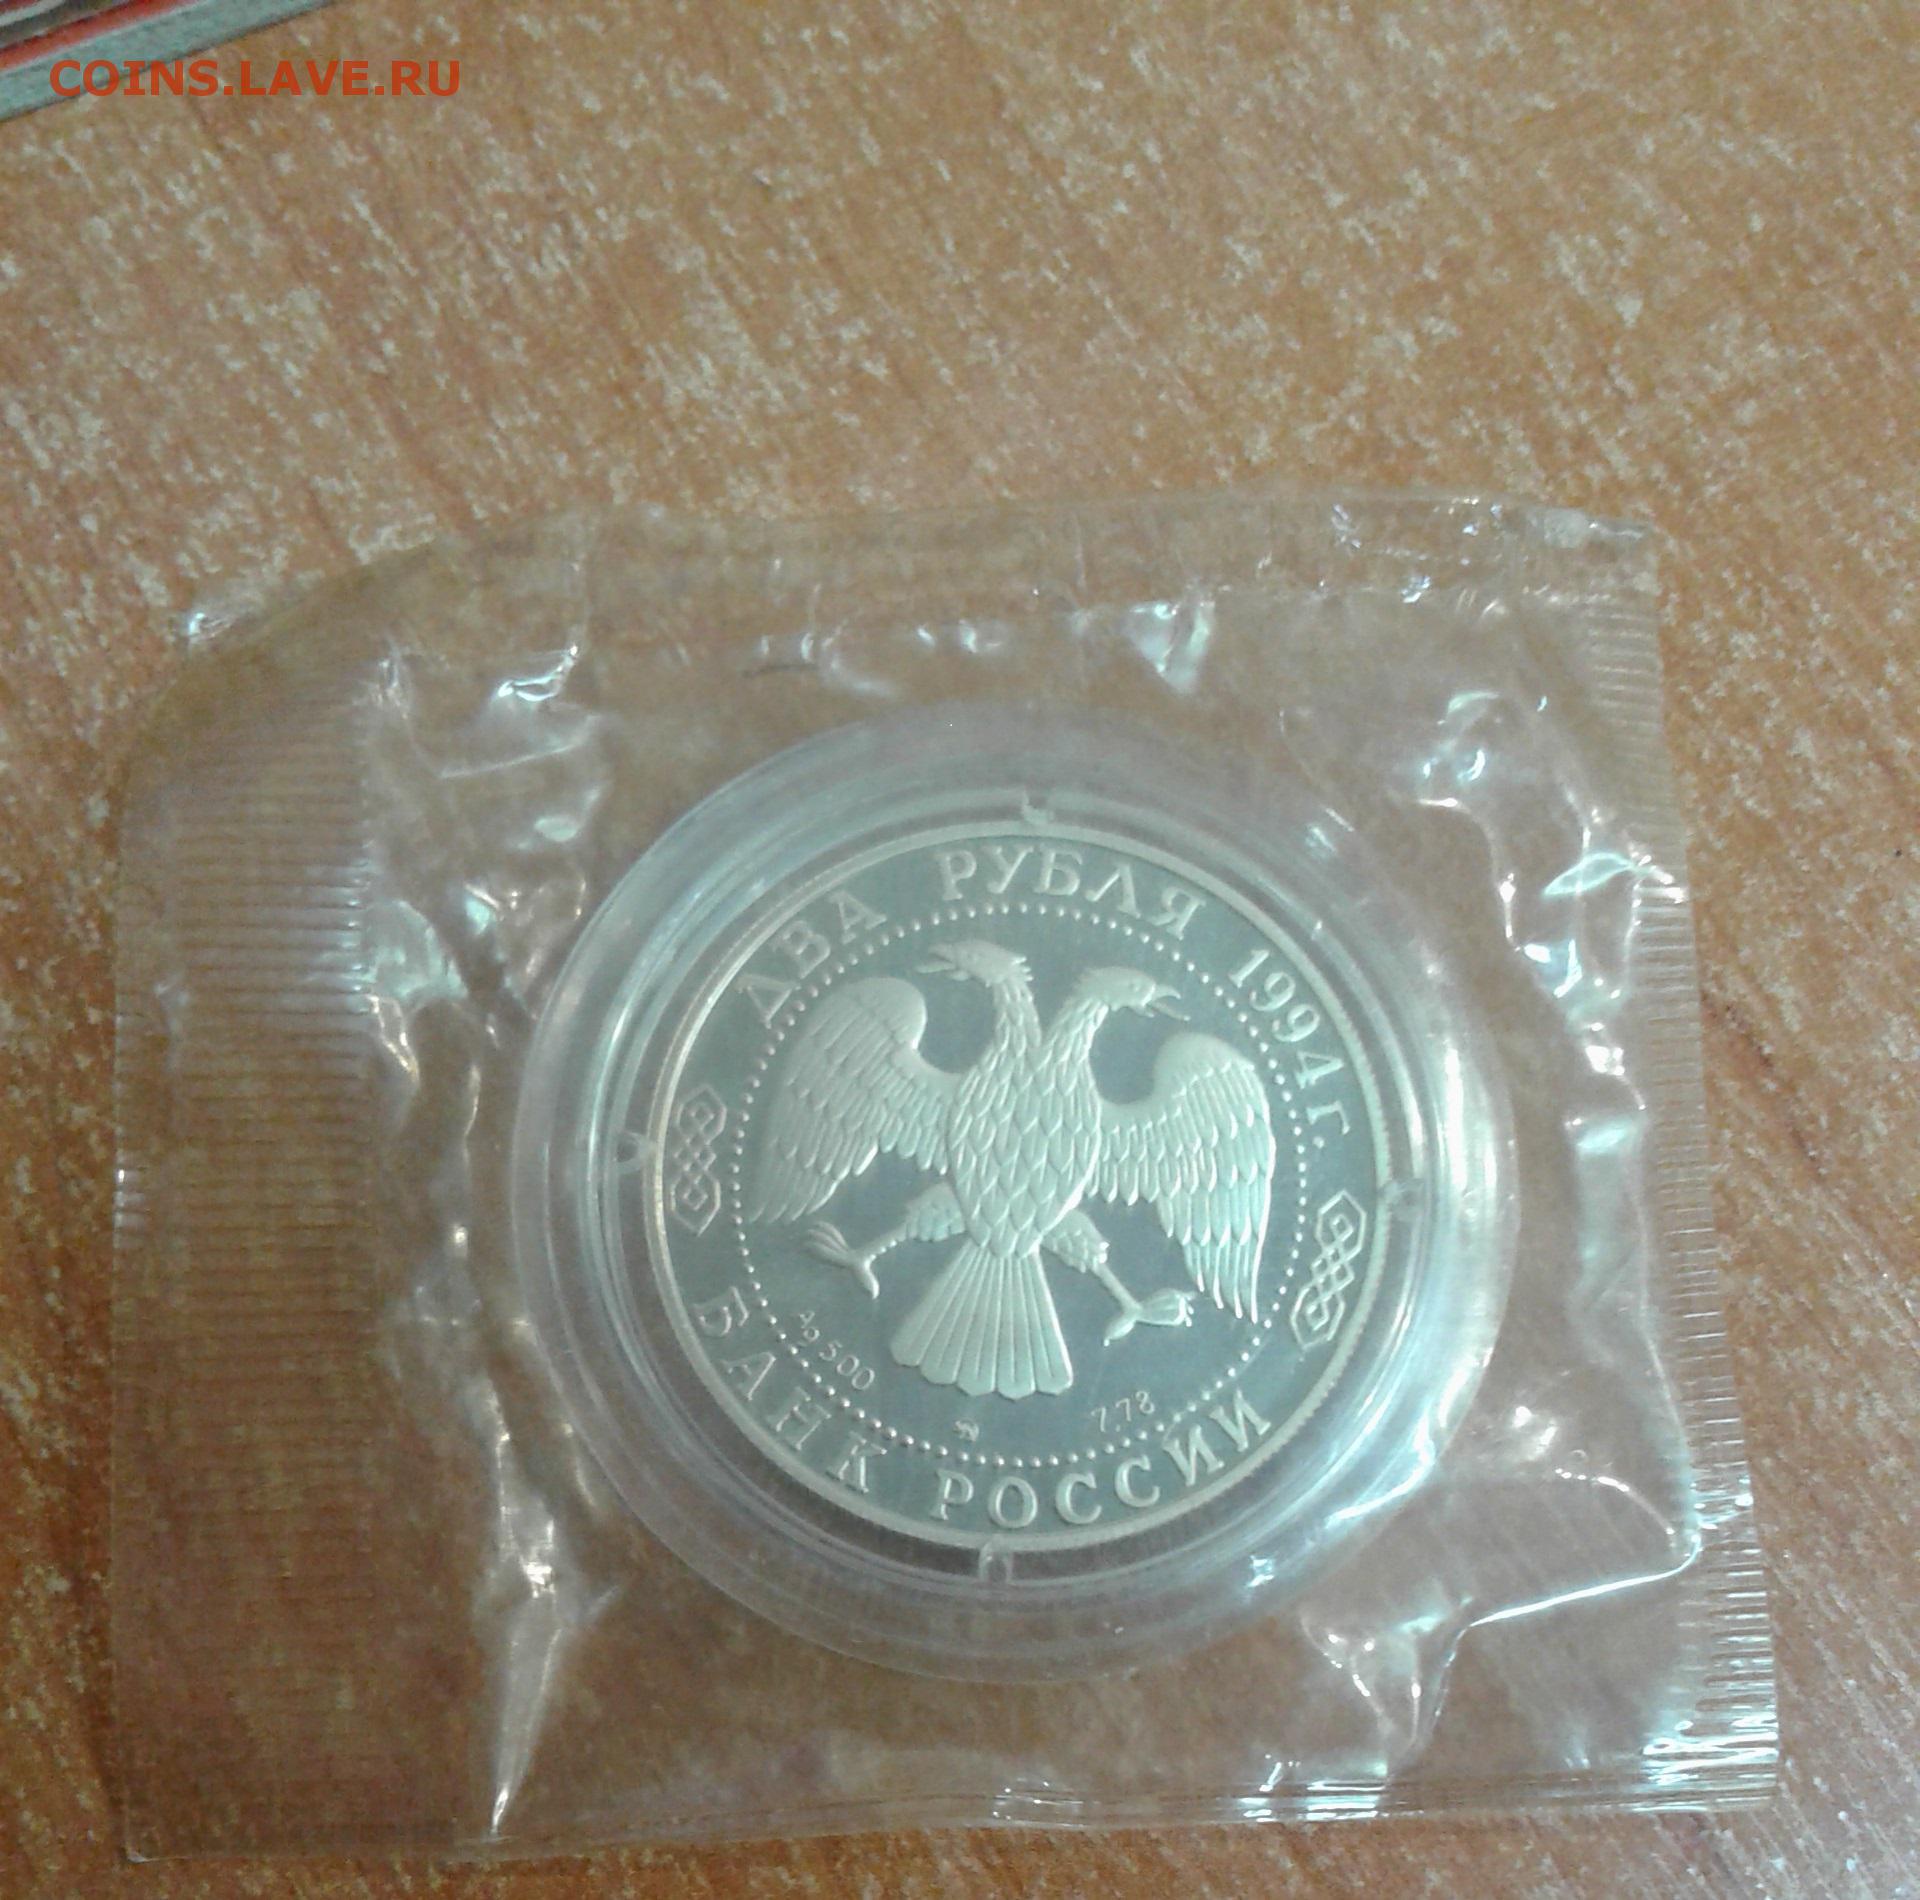 COINS.LAVE.RU
ДВА РУБЛЯ 1994 г.
Ag 500
7.78
БАНК РОССИИ